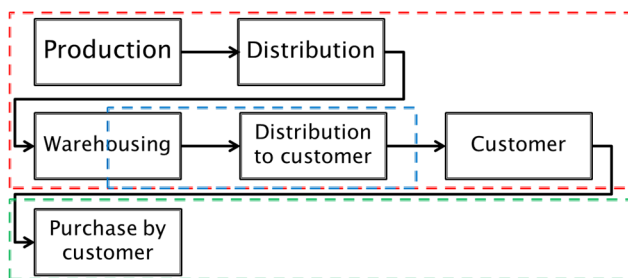 Production
Distribution
Warehousing
Distribution
to customer
Customer
Purchase by
customer